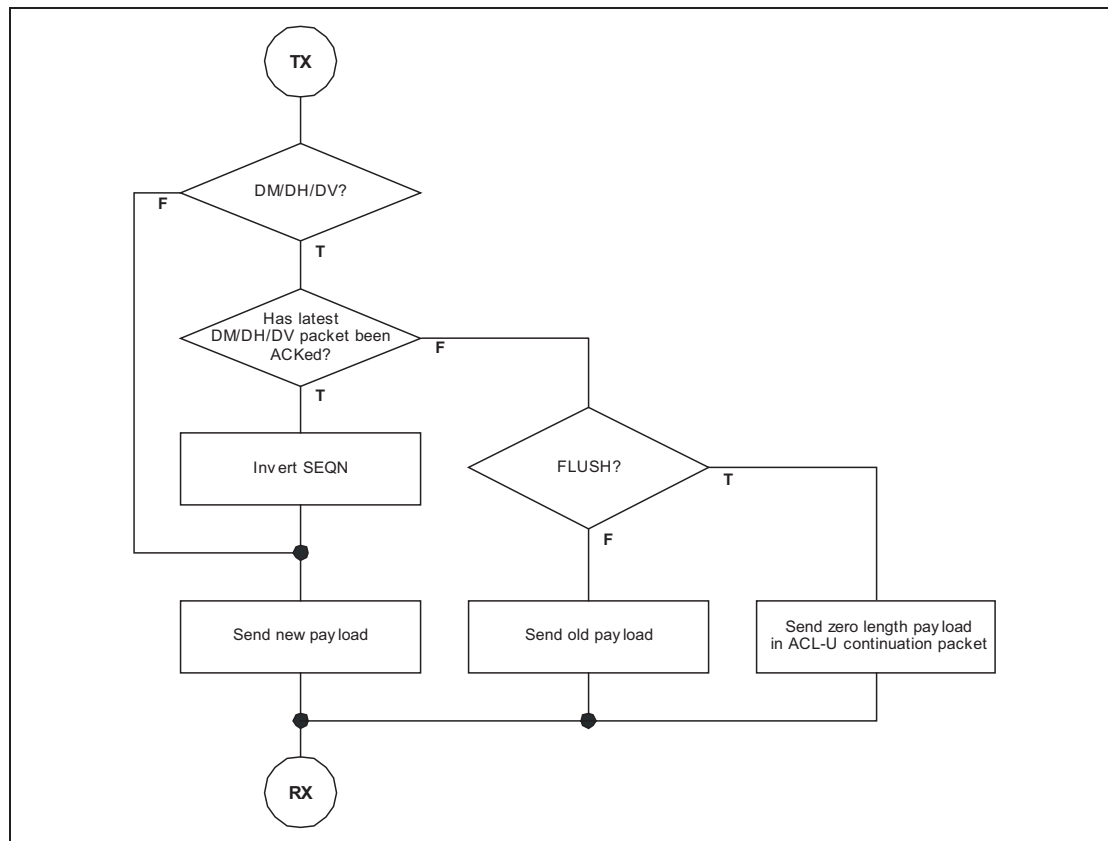 TX
DM/DH/DV?
F
T
Has latest
DM/DH/DV packet been
ACKed?
F
T
Invert SEQN
FLUSH?
T
F
Send new payload
Send old payload
Send zero length payload
in ACL-U continuation packet
RX